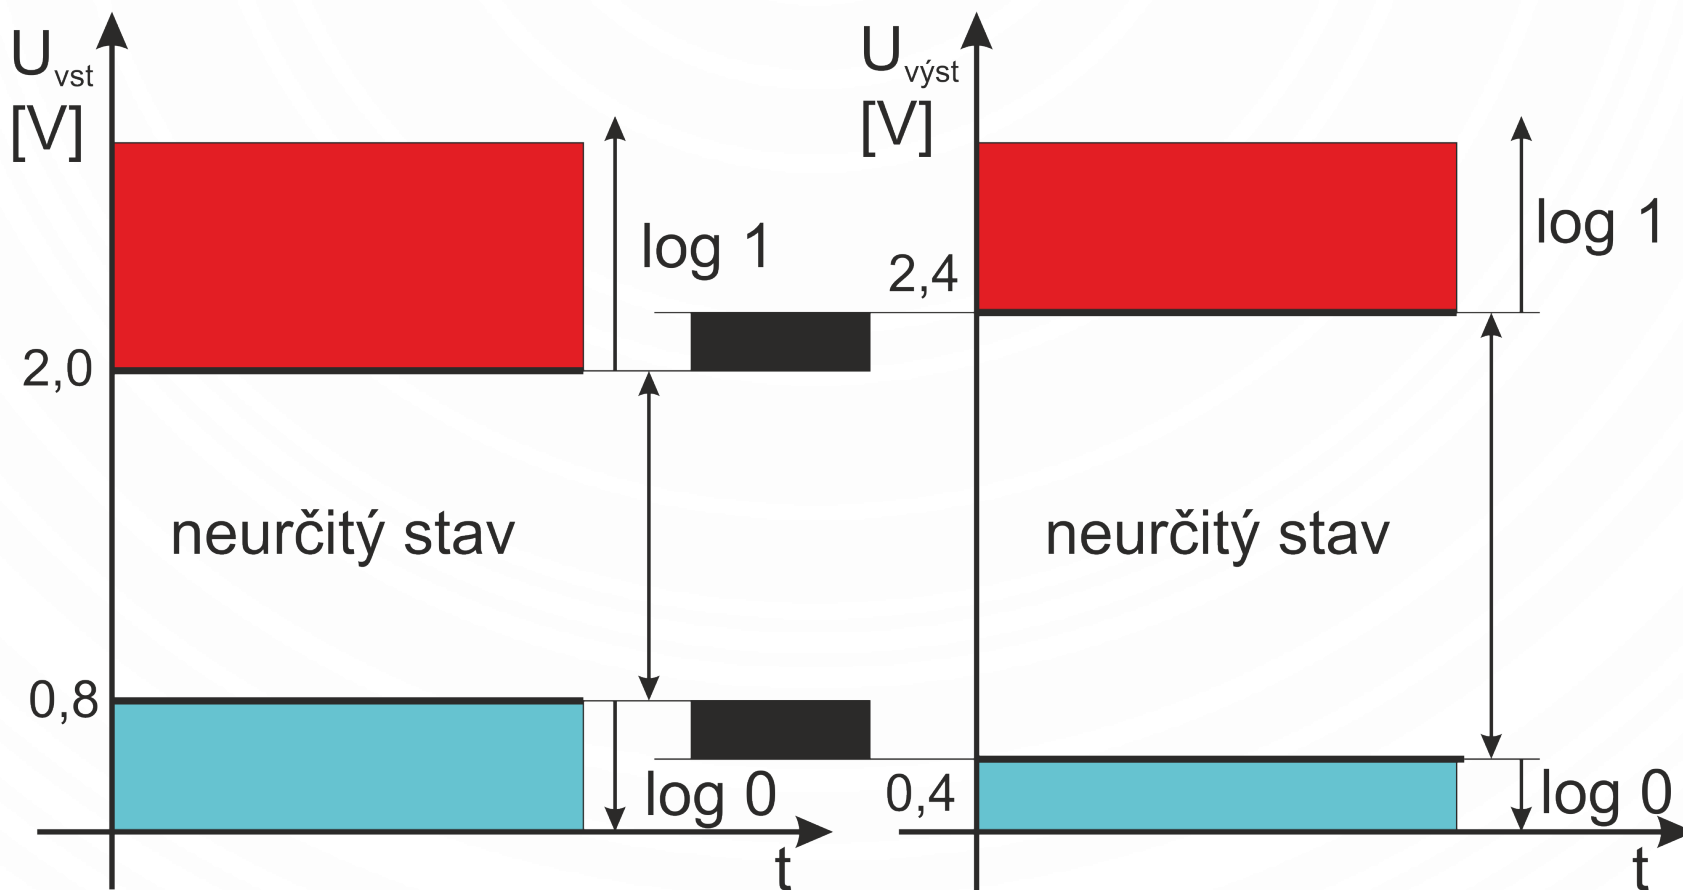 U vst
[V]
log 1
2,0
neurčitý stav
0,8
log 0
t
U výst
[V]
log 1
2,4
neurčitý stav
0,4
log 0
t